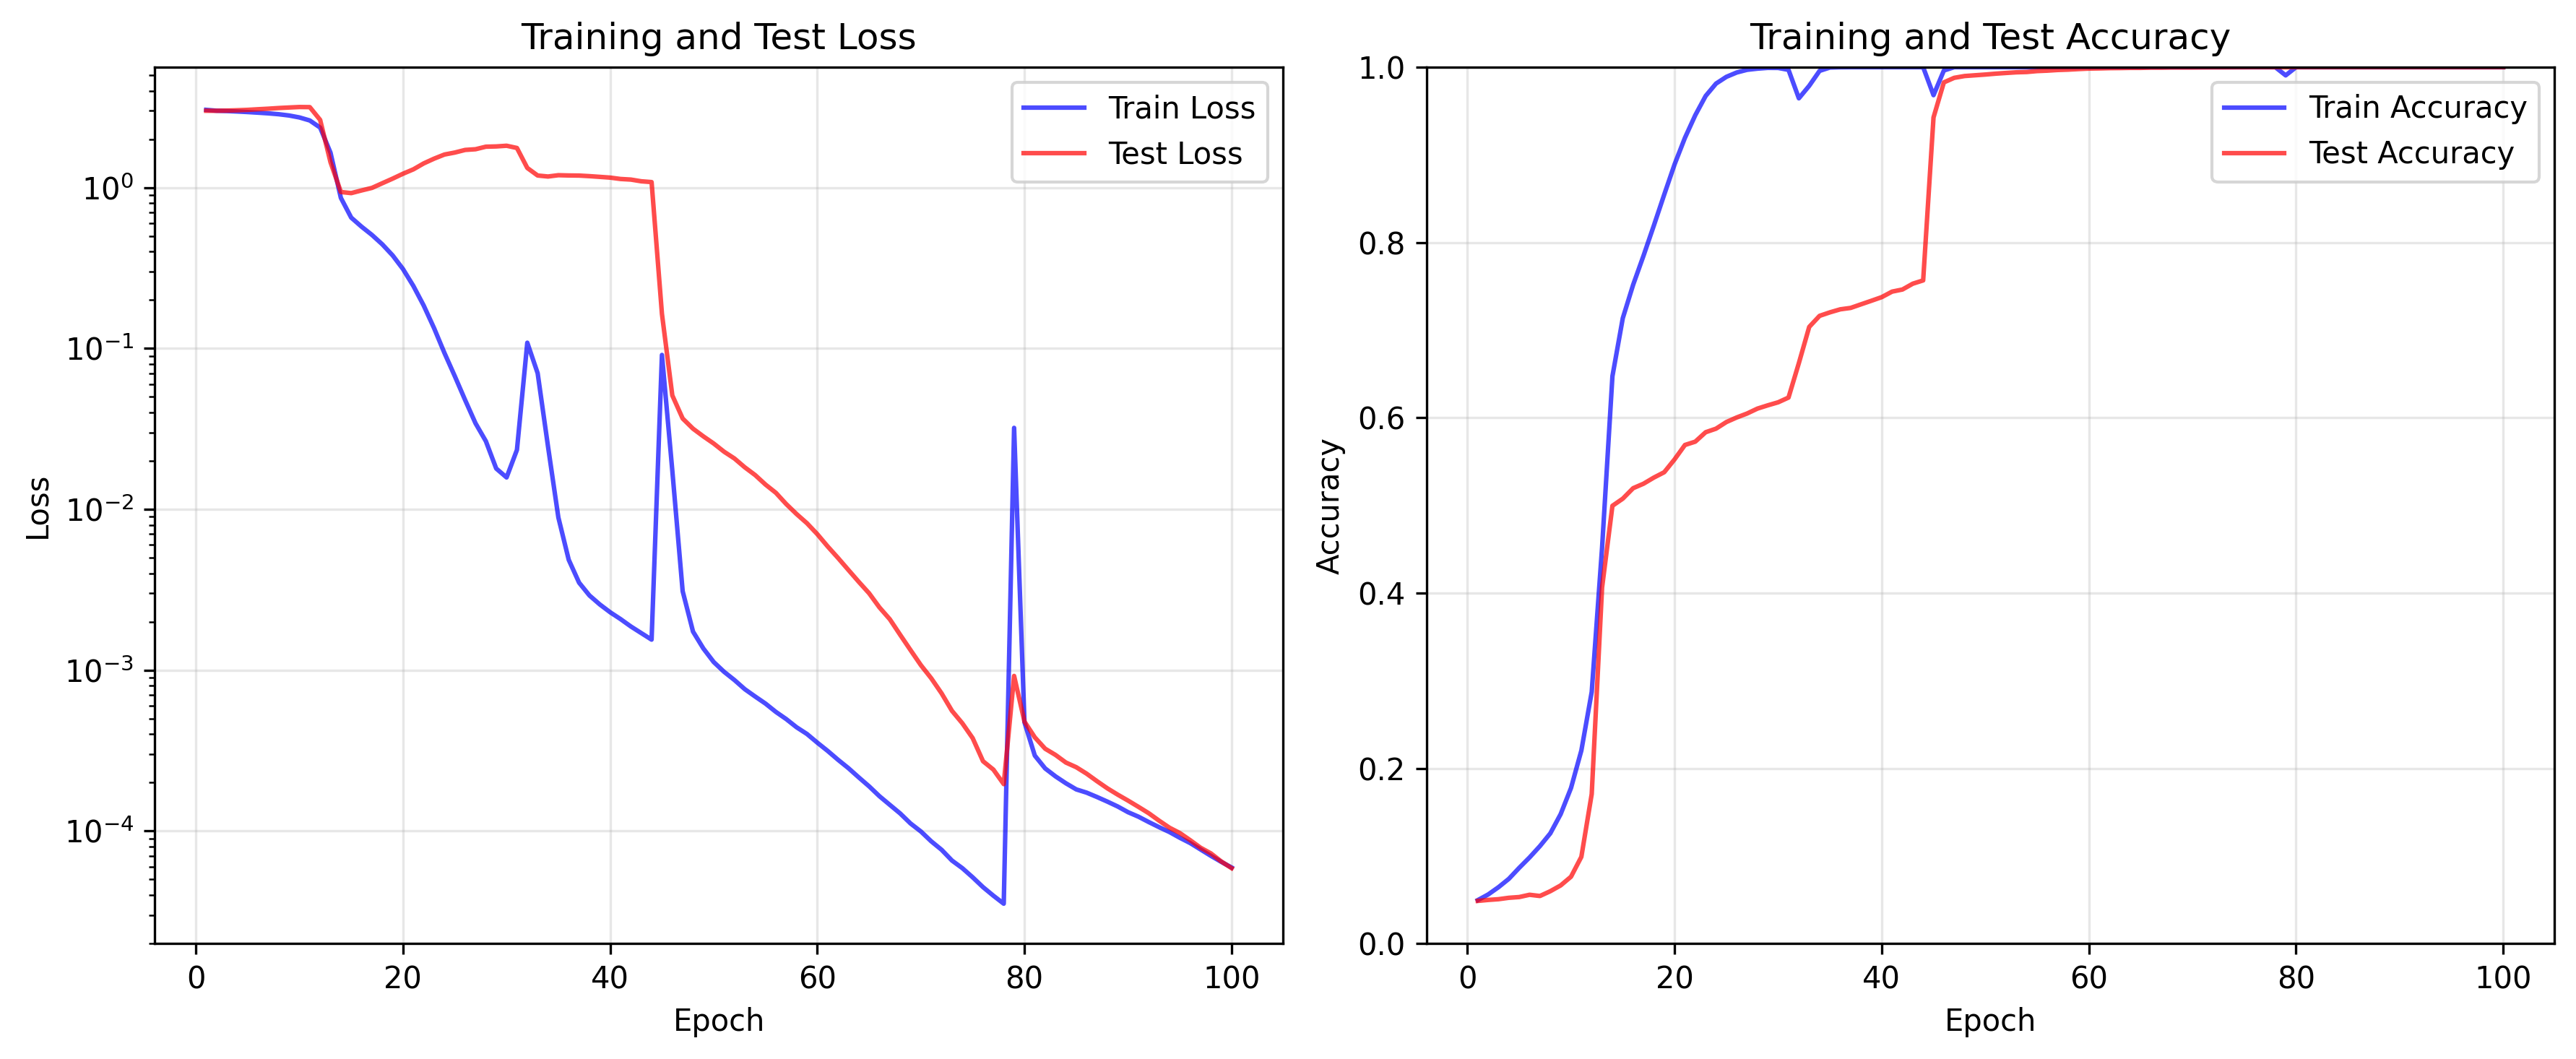 Training and Test Loss
Train Loss
Test Loss
Loss
10⁰
10⁻¹
10⁻²
10⁻³
10⁻⁴
0 20 40 60 80 100
Epoch
Training and Test Accuracy
Train Accuracy
Test Accuracy
Accuracy
1.0
0.8
0.6
0.4
0.2
0.0
0 20 40 60 80 100
Epoch